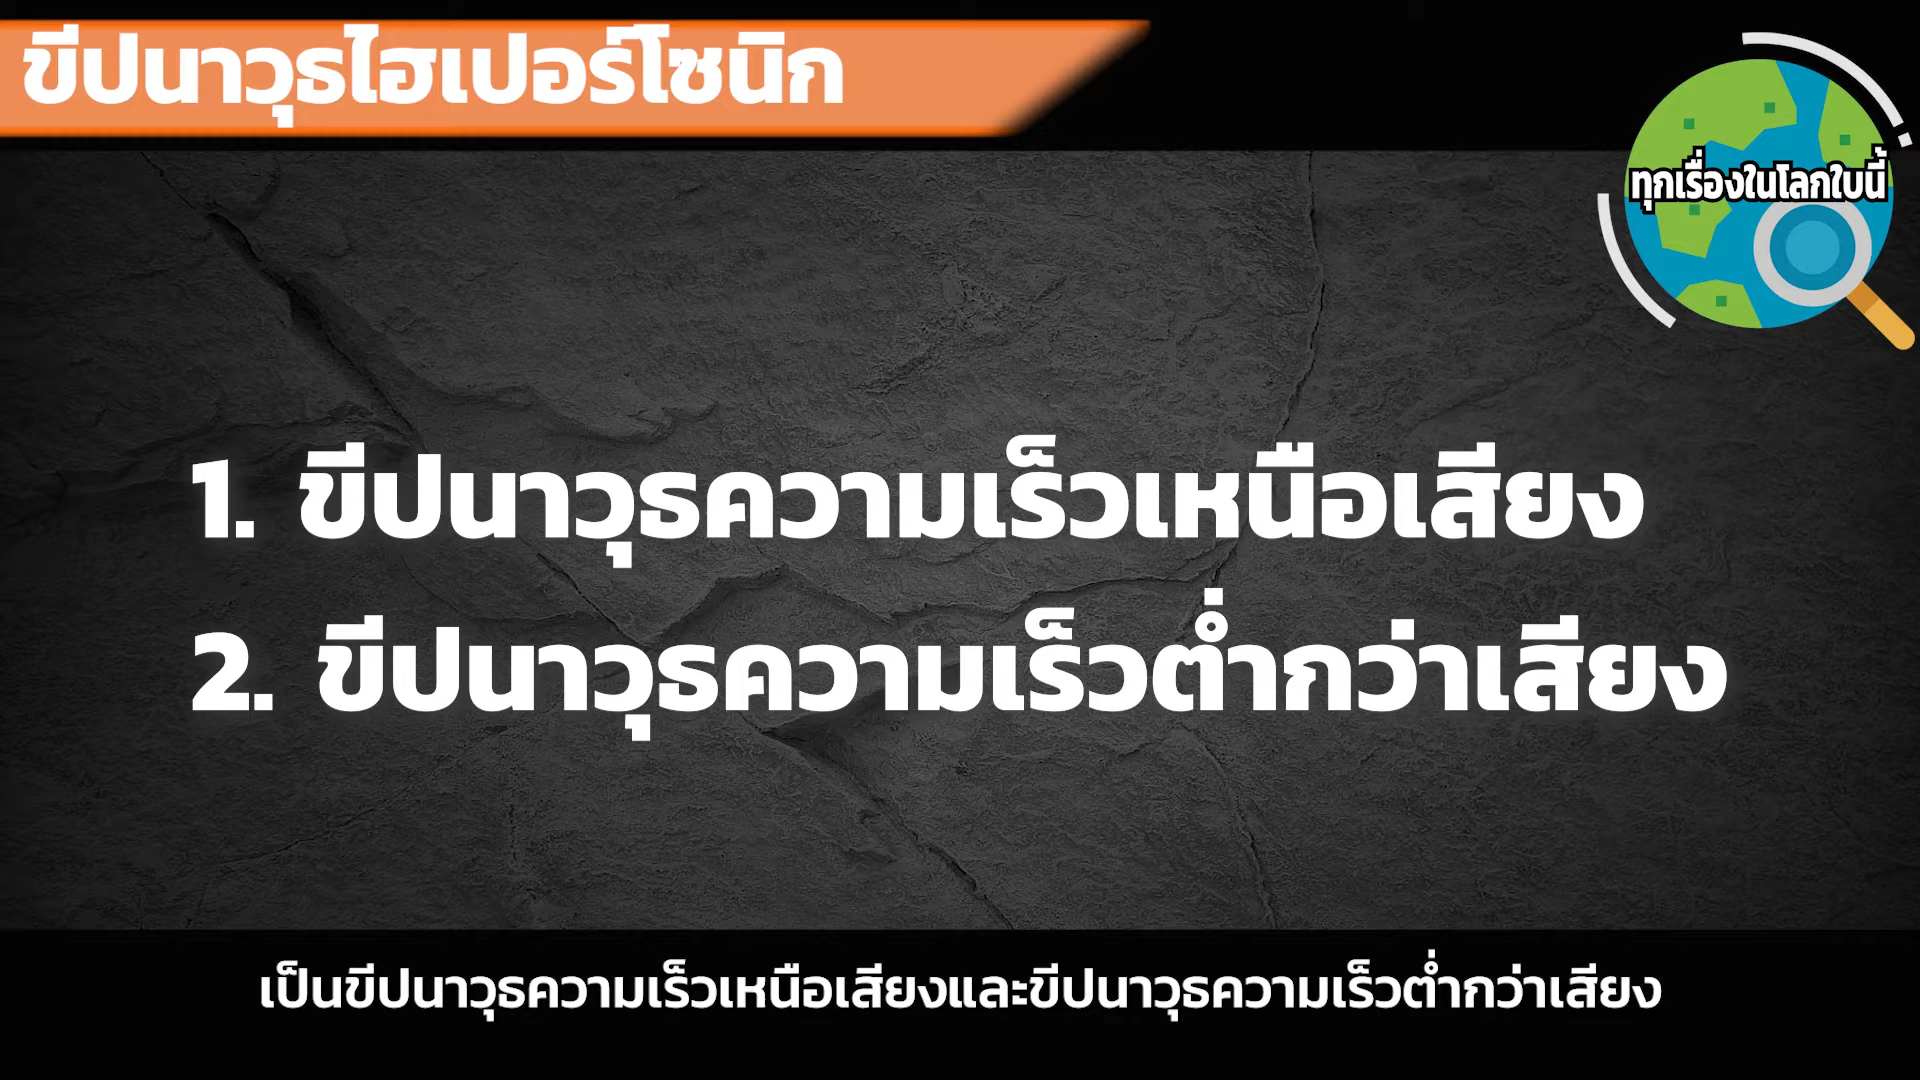 ขีปนาวุธไฮเปอร์โซนิก
ทุกเรื่องในโลกใบนี้
1. ขีปนาวุธความเร็วเหนือเสียง
2. ขีปนาวุธความเร็วต่ำกว่าเสียง
เป็นขีปนาวุธความเร็วเหนือเสียงและขีปนาวุธความเร็วต่ำกว่าเสียง